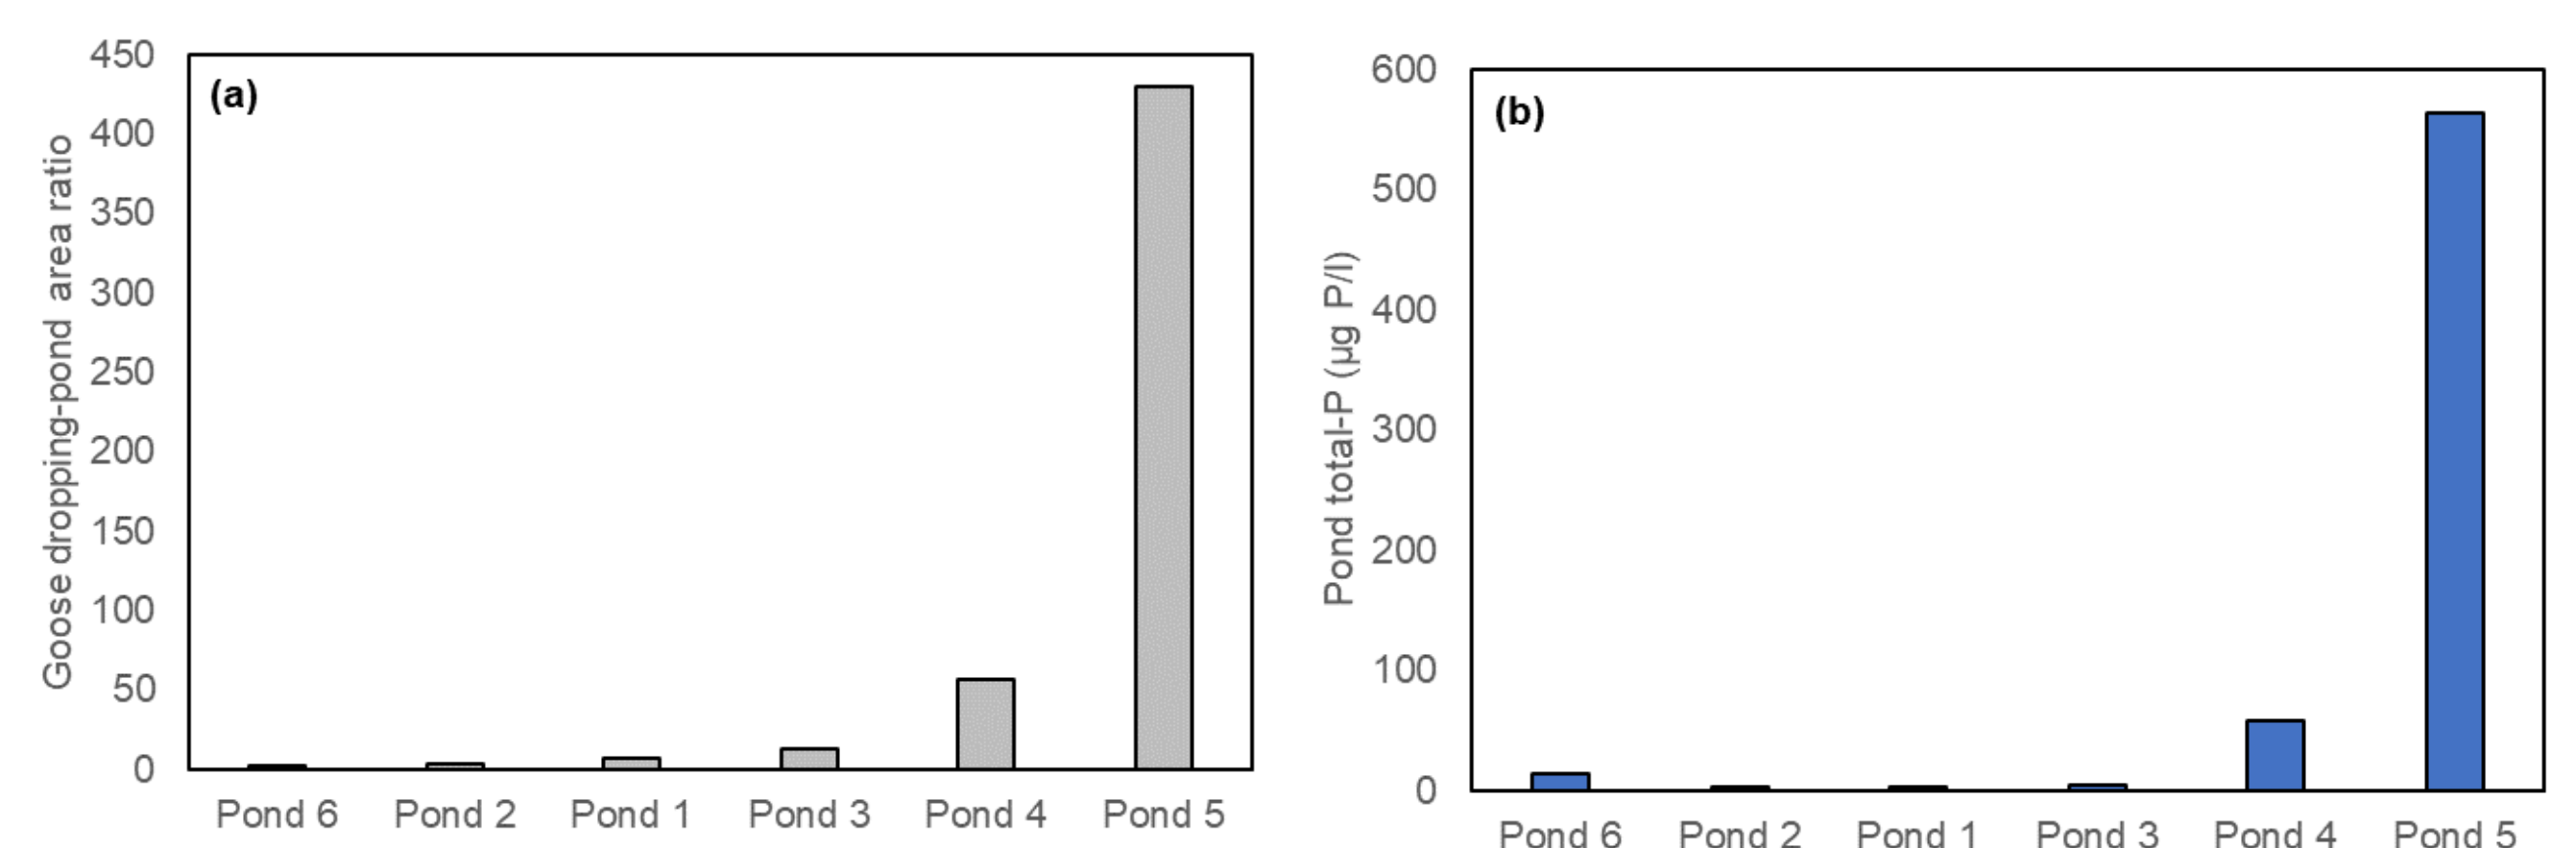 (a)
Goose dropping-pond area ratio
450
400
350
300
250
200
150
100
50
0
Pond 6 Pond 2 Pond 1 Pond 3 Pond 4 Pond 5
(b)
Pond total-P (µg P/l)
600
500
400
300
200
100
0
Pond 6 Pond 2 Pond 1 Pond 3 Pond 4 Pond 5